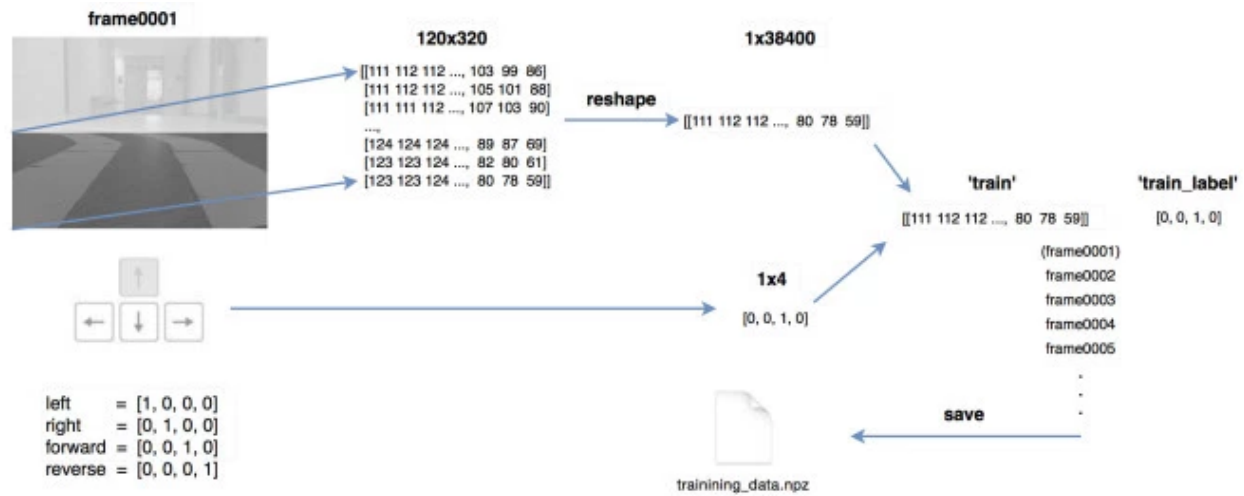 frame0001
120x320
[[111 112 112 ..., 103 99 86]
[111 112 112 ..., 105 101 88]
[111 111 112 ..., 107 103 90]
...,
[124 124 124 ..., 89 87 69]
[123 123 124 ..., 82 80 61]
[123 123 124 ..., 80 78 59]]
reshape
1x38400
[[111 112 112 ..., 80 78 59]]
'train'
'train_label'
[[111 112 112 ..., 80 78 59]]
[0, 0, 1, 0]
(frame0001)
frame0002
frame0003
frame0004
frame0005
.
.
.
1x4
[0, 0, 1, 0]
left = [1, 0, 0, 0]
right = [0, 1, 0, 0]
forward = [0, 0, 1, 0]
reverse = [0, 0, 0, 1]
save
trainining_data.npz